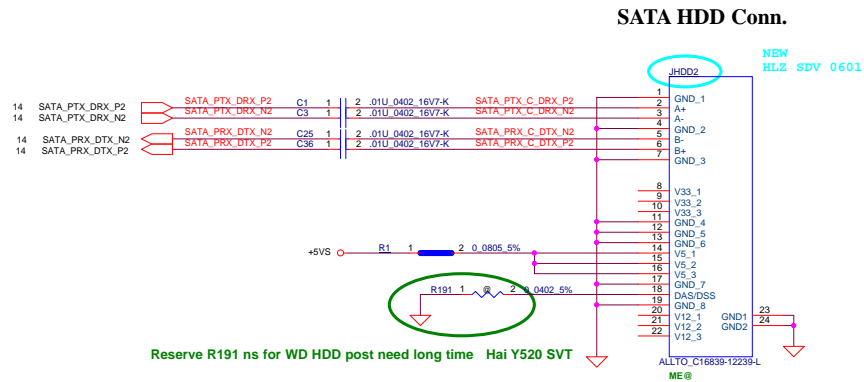 SATA HDD Conn.
NEW
HLZ SDV 0601
JHDD2
14 SATA_PTX_DRX_P2 SATA_PTX_DRX_P2 C1 1 2 .01U_0402_16V7-K SATA_PTX_C_DRX_P2
14 SATA_PTX_DRX_N2 SATA_PTX_DRX_N2 C3 1 2 .01U_0402_16V7-K SATA_PTX_C_DRX_N2
14 SATA_PRX_DTX_N2 SATA_PRX_DTX_N2 C25 1 2 .01U_0402_16V7-K SATA_PRX_C_DTX_N2
14 SATA_PRX_DTX_P2 SATA_PRX_DTX_P2 C36 1 2 .01U_0402_16V7-K SATA_PRX_C_DTX_P2
1 GND_1
2 A+
3 A-
4 GND_2
5 B-
6 B+
7 GND_3
8 V33_1
9 V33_2
10 V33_3
11 GND_4
12 GND_5
13 GND_6
+5VS R1 1 2 0_0805_5% 14 V5_1
15 V5_2
16 V5_3
17 GND_7
R191 1 @ 2 0_0402_5% 18 DAS/DSS
19 GND_8
20 V12_1 GND1 23
21 V12_2 GND2 24
22 V12_3
Reserve R191 ns for WD HDD post need long time Hai Y520 SVT
ALLTO_C16839-12239-L
ME@